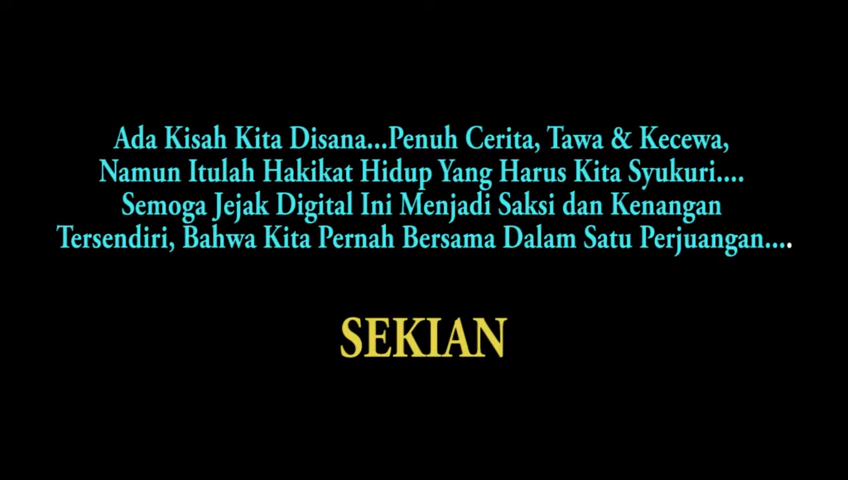 Ada Kisah Kita Disana...Penuh Cerita, Tawa & Kecewa,
Namun Itulah Hakikat Hidup Yang Harus Kita Syukuri....
Semoga Jejak Digital Ini Menjadi Saksi dan Kenangan
Tersendiri, Bahwa Kita Pernah Bersama Dalam Satu Perjuangan....
SEKIAN